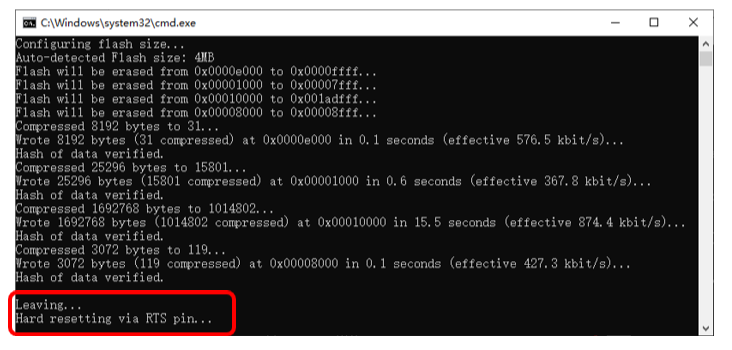 C:\Windows\system32\cmd.exe
Configuring flash size...
Auto-detected Flash size: 4MB
Flash will be erased from 0x0000e000 to 0x0000ffff...
Flash will be erased from 0x00001000 to 0x00007fff...
Flash will be erased from 0x00010000 to 0x001adfff...
Flash will be erased from 0x00008000 to 0x00008fff...
Compressed 8192 bytes to 31...
Wrote 8192 bytes (31 compressed) at 0x0000e000 in 0.1 seconds (effective 576.5 kbit/s)...
Hash of data verified.
Compressed 25296 bytes to 15801...
Wrote 25296 bytes (15801 compressed) at 0x00001000 in 0.6 seconds (effective 367.8 kbit/s)...
Hash of data verified.
Compressed 1692768 bytes to 1014802...
Wrote 1692768 bytes (1014802 compressed) at 0x00010000 in 15.5 seconds (effective 874.4 kbit/s)...
Hash of data verified.
Compressed 3072 bytes to 119...
Wrote 3072 bytes (119 compressed) at 0x00008000 in 0.1 seconds (effective 427.3 kbit/s)...
Hash of data verified.
Leaving...
Hard resetting via RTS pin...